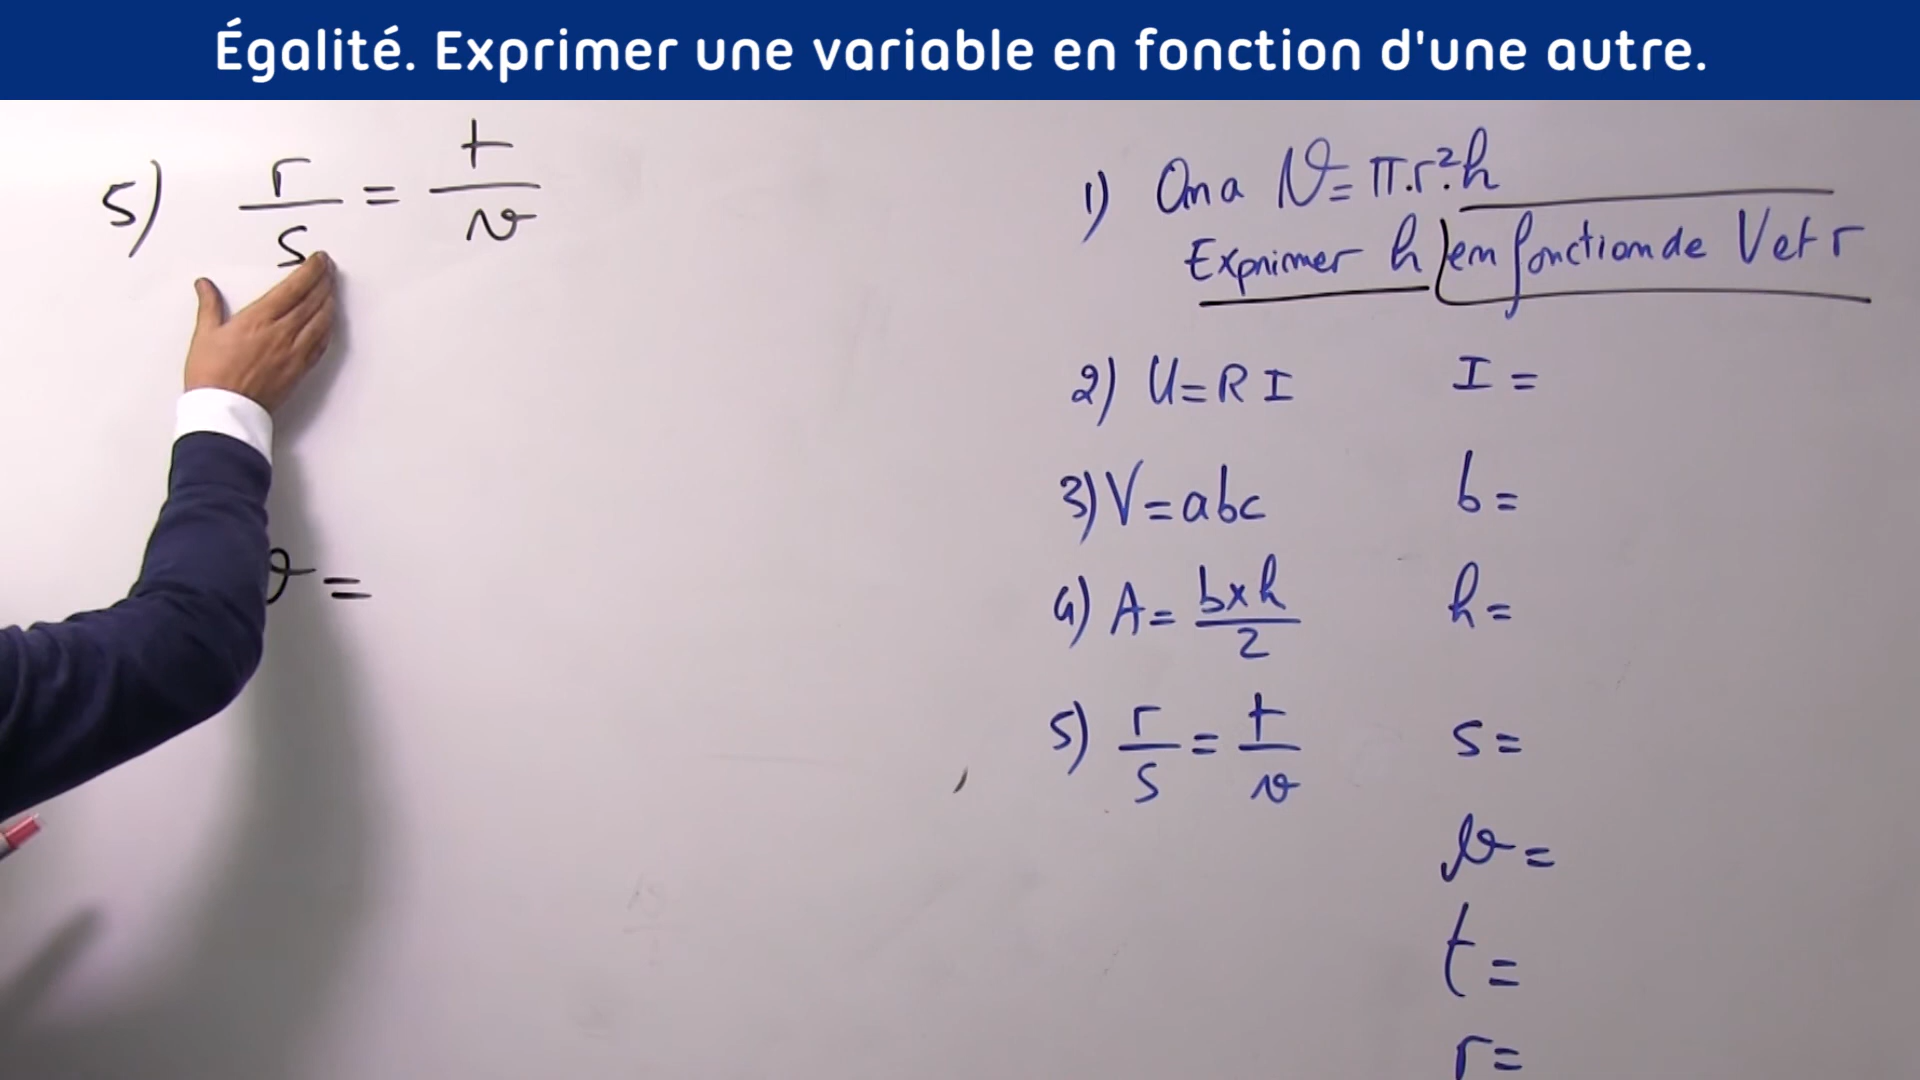 Égalité. Exprimer une variable en fonction d'une autre.
5) r/s = t/v
v =
1) On a V = π.r².h
Exprimer h en fonction de V et r
2) U = R I    I =
3) V = abc    b =
4) A = b×h/2    h =
5) r/s = t/v    s =
v =
t =
r =